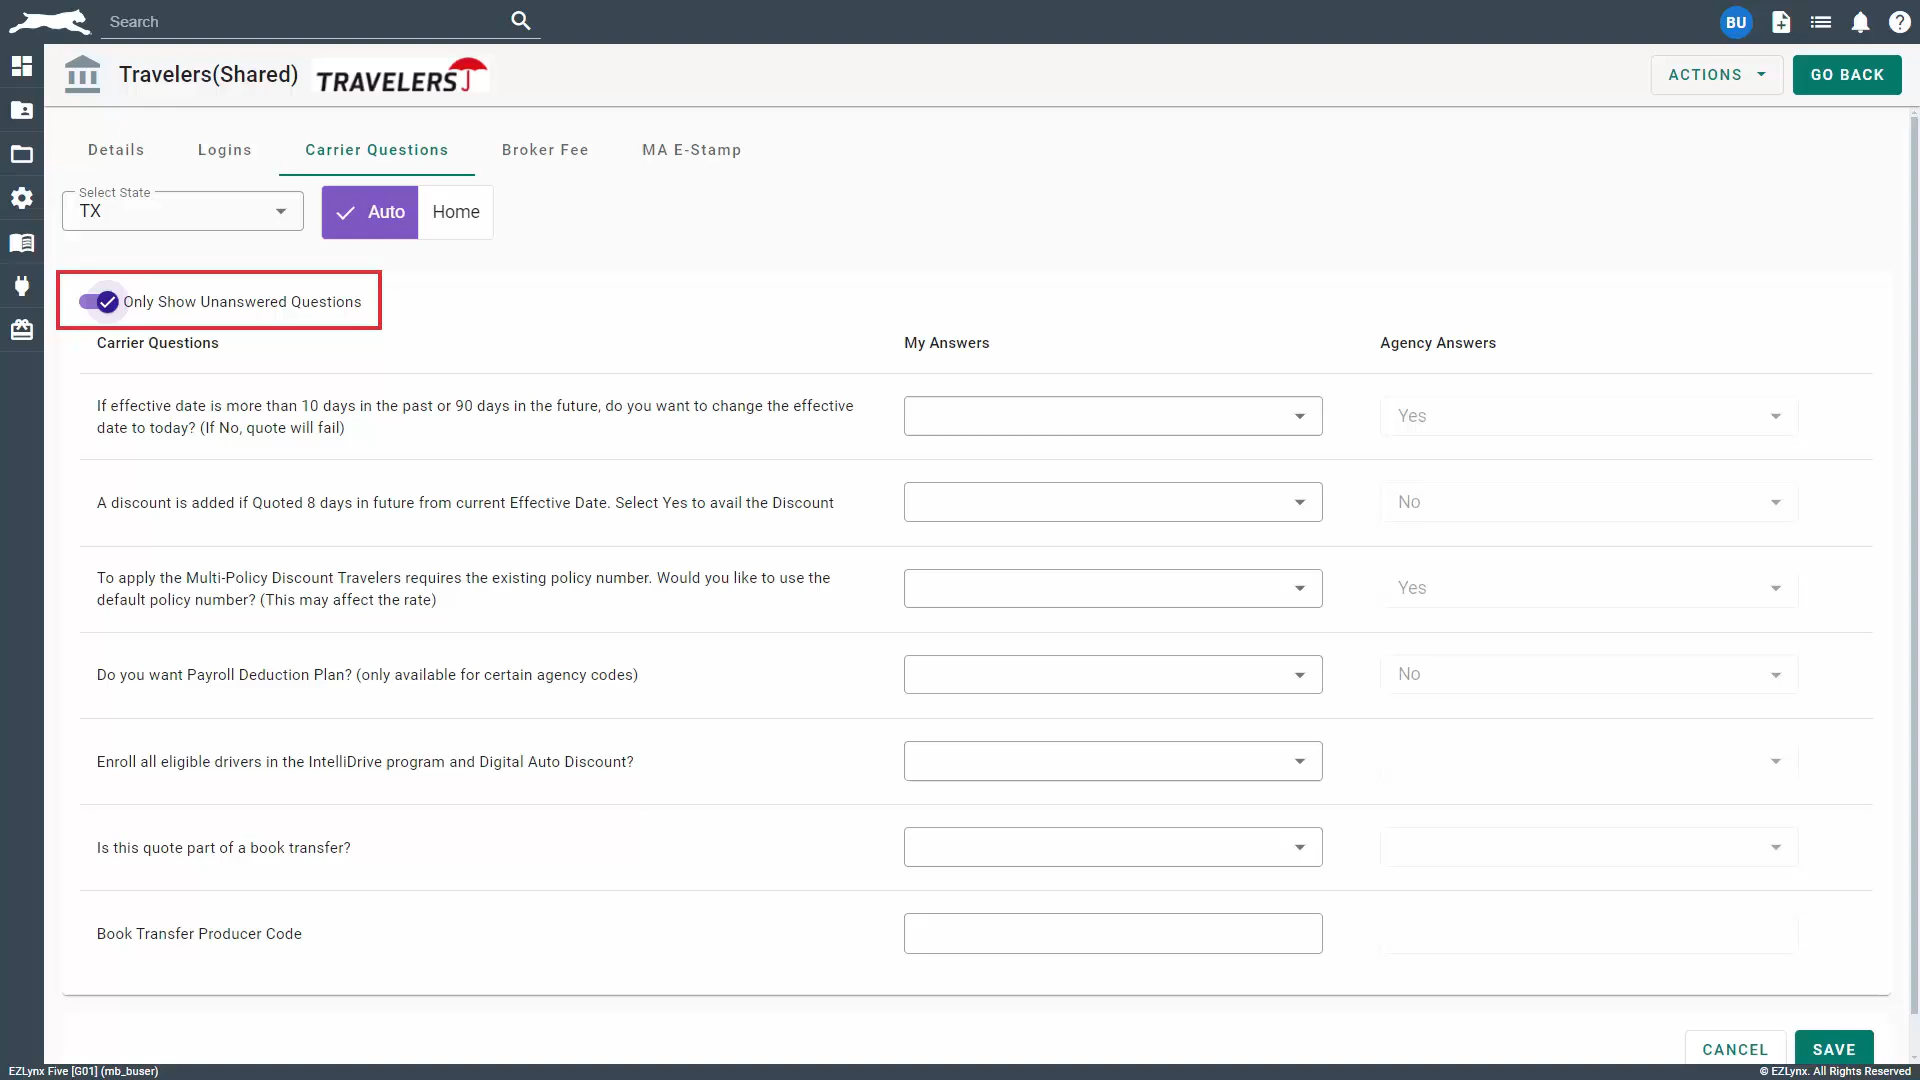 Search
BU
Travelers(Shared)
TRAVELERS
ACTIONS
GO BACK
Details
Logins
Carrier Questions
Broker Fee
MA E-Stamp
Select State
TX
Auto
Home
Only Show Unanswered Questions
Carrier Questions
My Answers
Agency Answers
If effective date is more than 10 days in the past or 90 days in the future, do you want to change the effective
date to today? (If No, quote will fail)
Yes
A discount is added if Quoted 8 days in future from current Effective Date. Select Yes to avail the Discount
No
To apply the Multi-Policy Discount Travelers requires the existing policy number. Would you like to use the
default policy number? (This may affect the rate)
Yes
Do you want Payroll Deduction Plan? (only available for certain agency codes)
No
Enroll all eligible drivers in the IntelliDrive program and Digital Auto Discount?
Is this quote part of a book transfer?
Book Transfer Producer Code
CANCEL
SAVE
EZLynx Five [G01] (mb_buser)
© EZLynx. All Rights Reserved